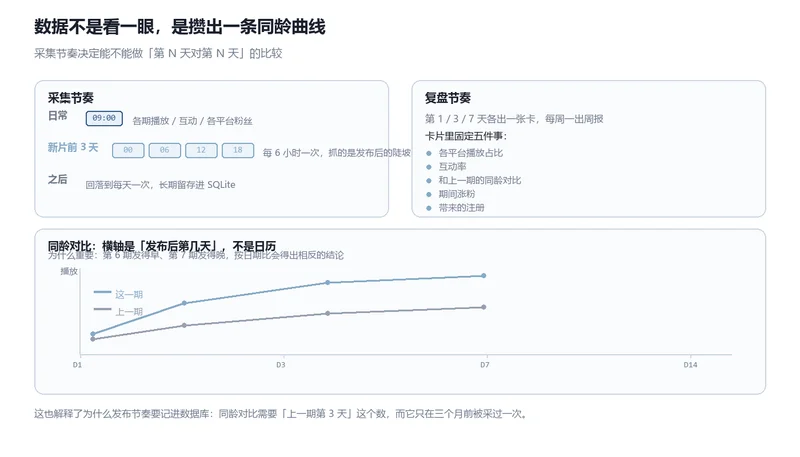 数据不是看一眼，是攒出一条同龄曲线
采集节奏决定能不能做「第 N 天对第 N 天」的比较
采集节奏
日常
09:00
各期播放 / 互动 / 各平台粉丝
新片前 3 天
00
06
12
18
每 6 小时一次，抓的是发布后的陡坡
之后
回落到每天一次，长期留存进 SQLite
复盘节奏
第 1 / 3 / 7 天各出一张卡，每周一出周报
卡片里固定五件事：
各平台播放占比
互动率
和上一期的同龄对比
期间涨粉
带来的注册
同龄对比：横轴是「发布后第几天」，不是日历
为什么重要：第 6 期发得早、第 7 期发得晚，按日期比会得出相反的结论
播放
这一期
上一期
D1
D3
D7
D14
这也解释了为什么发布节奏要记进数据库：同龄对比需要「上一期第 3 天」这个数，而它只在三个月前被采过一次。